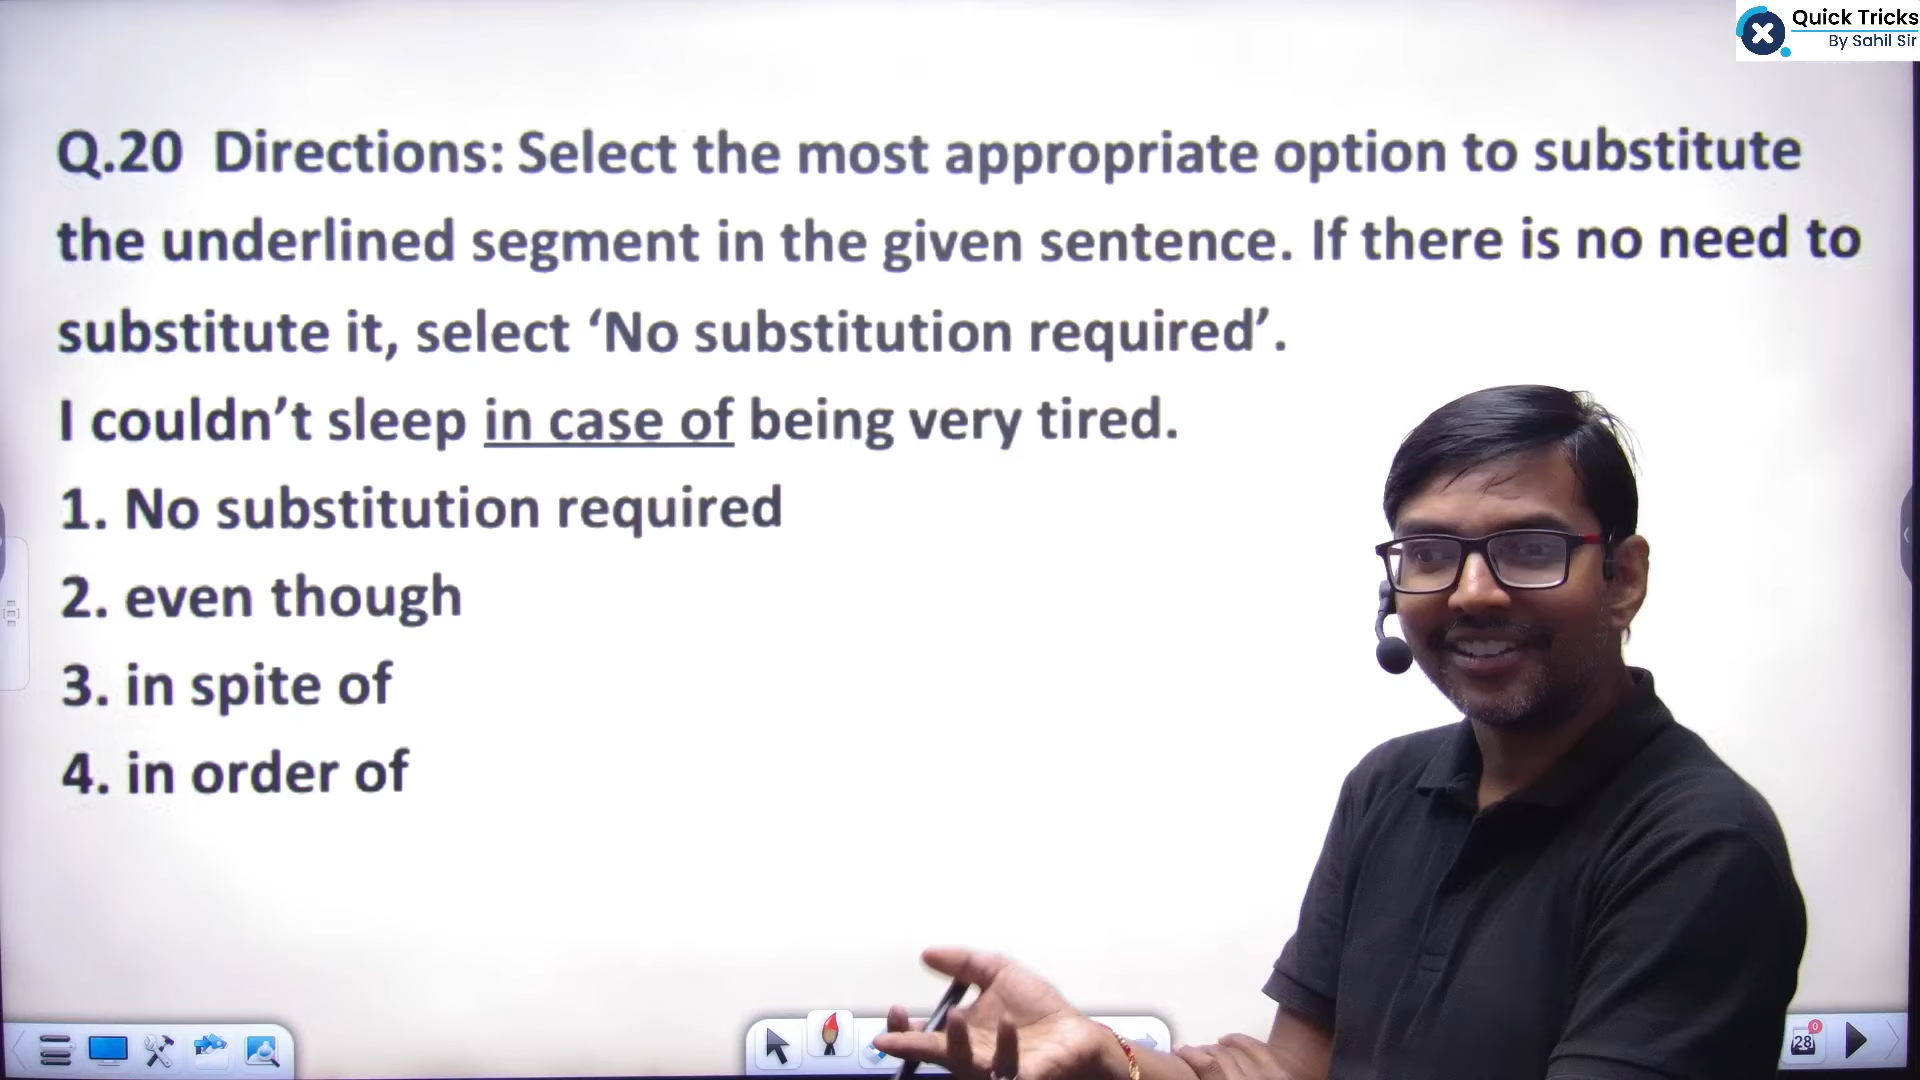 Quick Tricks
By Sahil Sir
Q.20 Directions: Select the most appropriate option to substitute
the underlined segment in the given sentence. If there is no need to
substitute it, select ‘No substitution required’.
I couldn’t sleep in case of being very tired.
1. No substitution required
2. even though
3. in spite of
4. in order of
0
28